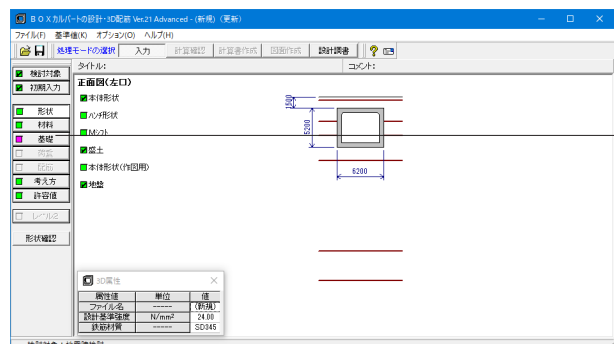 BOXカルバートの設計・3D配筋 Ver.21 Advanced - (新規) (更新)
ファイル(F) 基準値(K) オプション(O) ヘルプ(H)
処理モードの選択 入力 計算確認 計算書作成 図面作成 設計調書
タイトル: コメント:
検討対象
初期入力
形状
材料
基礎
配筋
考え方
許容値
レベル2
形状確認
正面図(左口)
本体形状
ハンチ形状
Mシフト
盛土
本体形状(作図用)
地盤
1500
5200
6200
3D属性
属性値 単位 値
ファイル名 ----- (新規)
設計基準強度 N/mm² 24.00
鉄筋材質 ----- SD345